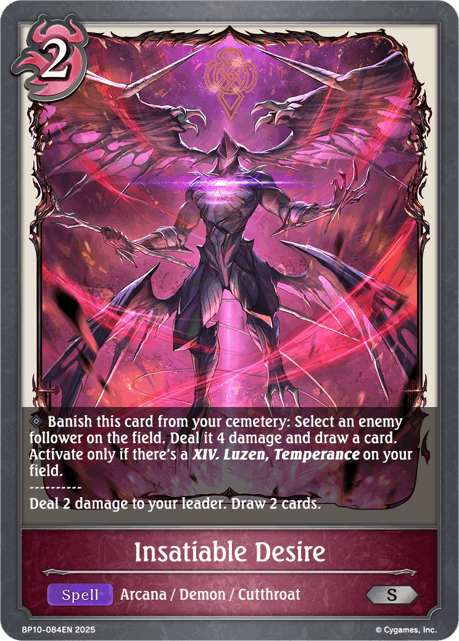 2
Banish this card from your cemetery: Select an enemy
follower on the field. Deal it 4 damage and draw a card.
Activate only if there's a XIV. Luzen, Temperance on your
field.
----------
Deal 2 damage to your leader. Draw 2 cards.
Insatiable Desire
Spell Arcana / Demon / Cutthroat S
BP10-084EN 2025 © Cygames, Inc.